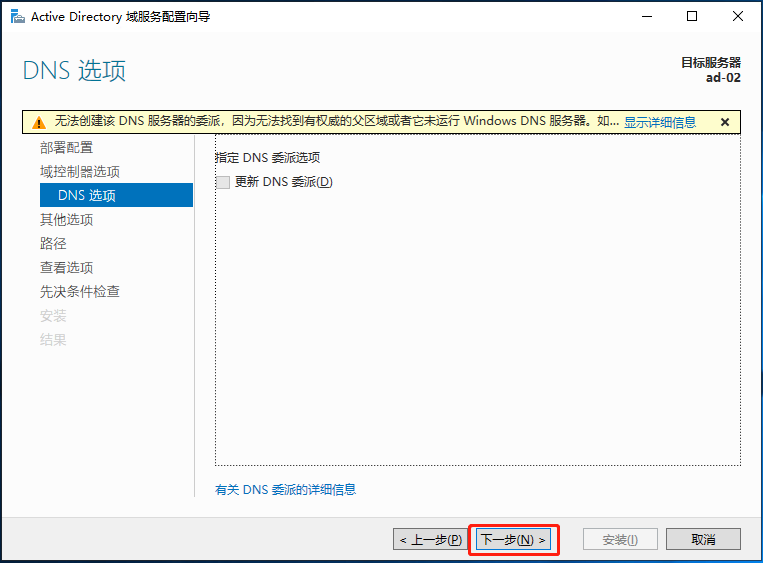 Active Directory 域服务配置向导
DNS 选项
目标服务器
ad-02
无法创建该 DNS 服务器的委派，因为无法找到有权威的父区域或者它未运行 Windows DNS 服务器。如... 显示详细信息
部署配置
域控制器选项
DNS 选项
其他选项
路径
查看选项
先决条件检查
安装
结果
指定 DNS 委派选项
更新 DNS 委派(D)
有关 DNS 委派的详细信息
< 上一步(P)
下一步(N) >
安装(I)
取消